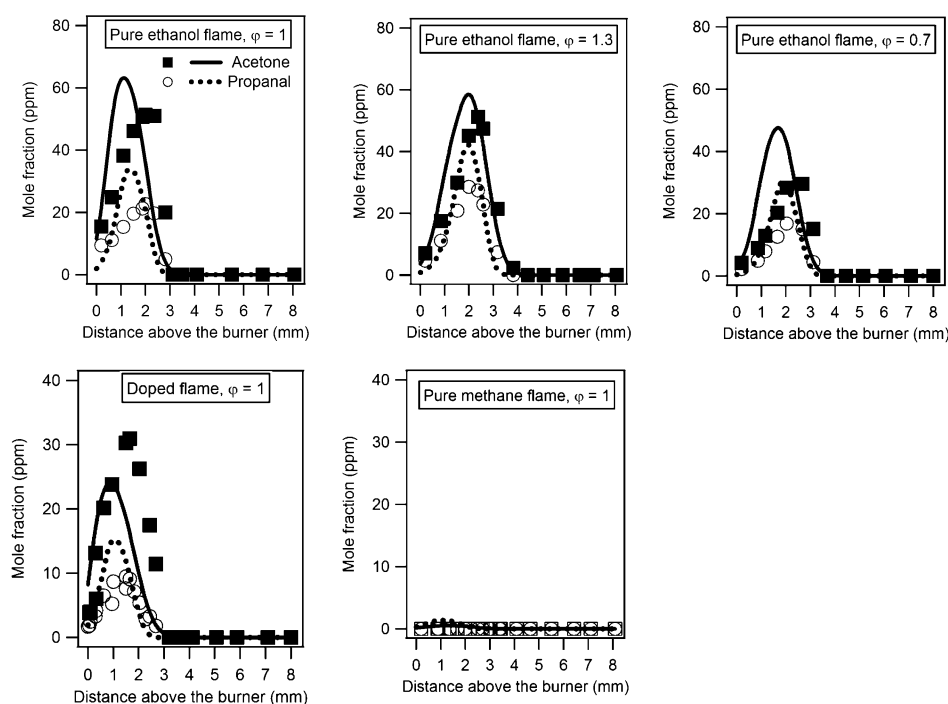 Pure ethanol flame, φ = 1
Acetone
Propanal
80
60
40
20
0
Mole fraction (ppm)
0 1 2 3 4 5 6 7 8
Distance above the burner (mm)
Pure ethanol flame, φ = 1.3
80
60
40
20
0
Mole fraction (ppm)
0 1 2 3 4 5 6 7 8
Distance above the burner (mm)
Pure ethanol flame, φ = 0.7
80
60
40
20
0
Mole fraction (ppm)
0 1 2 3 4 5 6 7 8
Distance above the burner (mm)
Doped flame, φ = 1
40
30
20
10
0
Mole fraction (ppm)
0 1 2 3 4 5 6 7 8
Distance above the burner (mm)
Pure methane flame, φ = 1
40
30
20
10
0
Mole fraction (ppm)
0 1 2 3 4 5 6 7 8
Distance above the burner (mm)